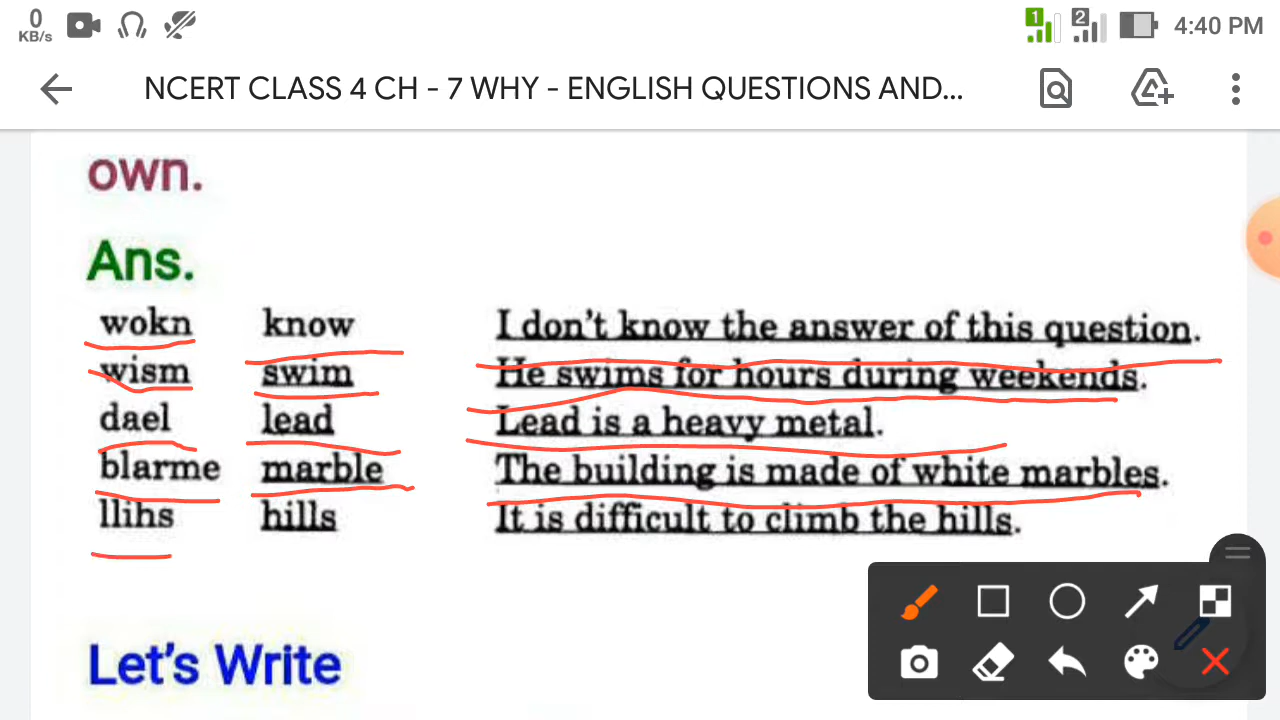 0
KB/s
1
2
4:40 PM
NCERT CLASS 4 CH - 7 WHY - ENGLISH QUESTIONS AND...
own.
Ans.
wokn know I don't know the answer of this question.
wism swim He swims for hours during weekends.
dael lead Lead is a heavy metal.
blarme marble The building is made of white marbles.
llihs hills It is difficult to climb the hills.
Let's Write